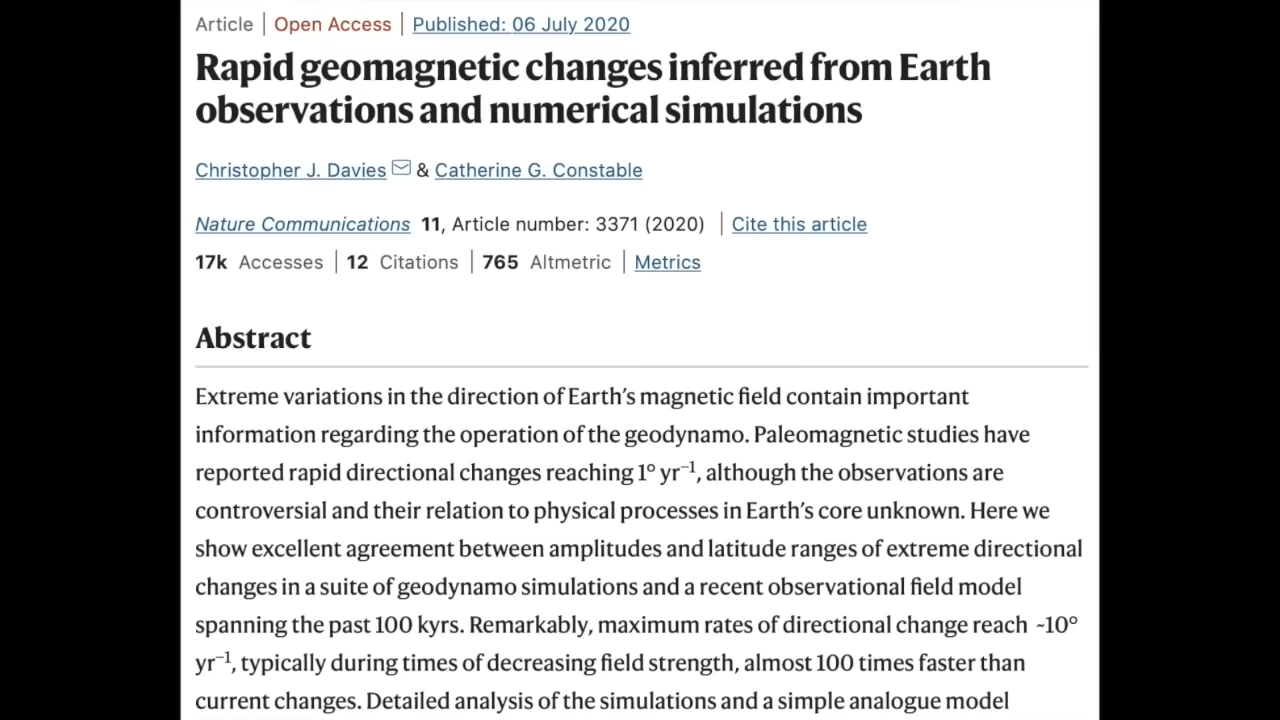 Article | Open Access | Published: 06 July 2020
Rapid geomagnetic changes inferred from Earth
observations and numerical simulations
Christopher J. Davies & Catherine G. Constable
Nature Communications 11, Article number: 3371 (2020) | Cite this article
17k Accesses | 12 Citations | 765 Altmetric | Metrics
Abstract
Extreme variations in the direction of Earth’s magnetic field contain important
information regarding the operation of the geodynamo. Paleomagnetic studies have
reported rapid directional changes reaching 1° yr⁻¹, although the observations are
controversial and their relation to physical processes in Earth’s core unknown. Here we
show excellent agreement between amplitudes and latitude ranges of extreme directional
changes in a suite of geodynamo simulations and a recent observational field model
spanning the past 100 kyrs. Remarkably, maximum rates of directional change reach ~10°
yr⁻¹, typically during times of decreasing field strength, almost 100 times faster than
current changes. Detailed analysis of the simulations and a simple analogue model